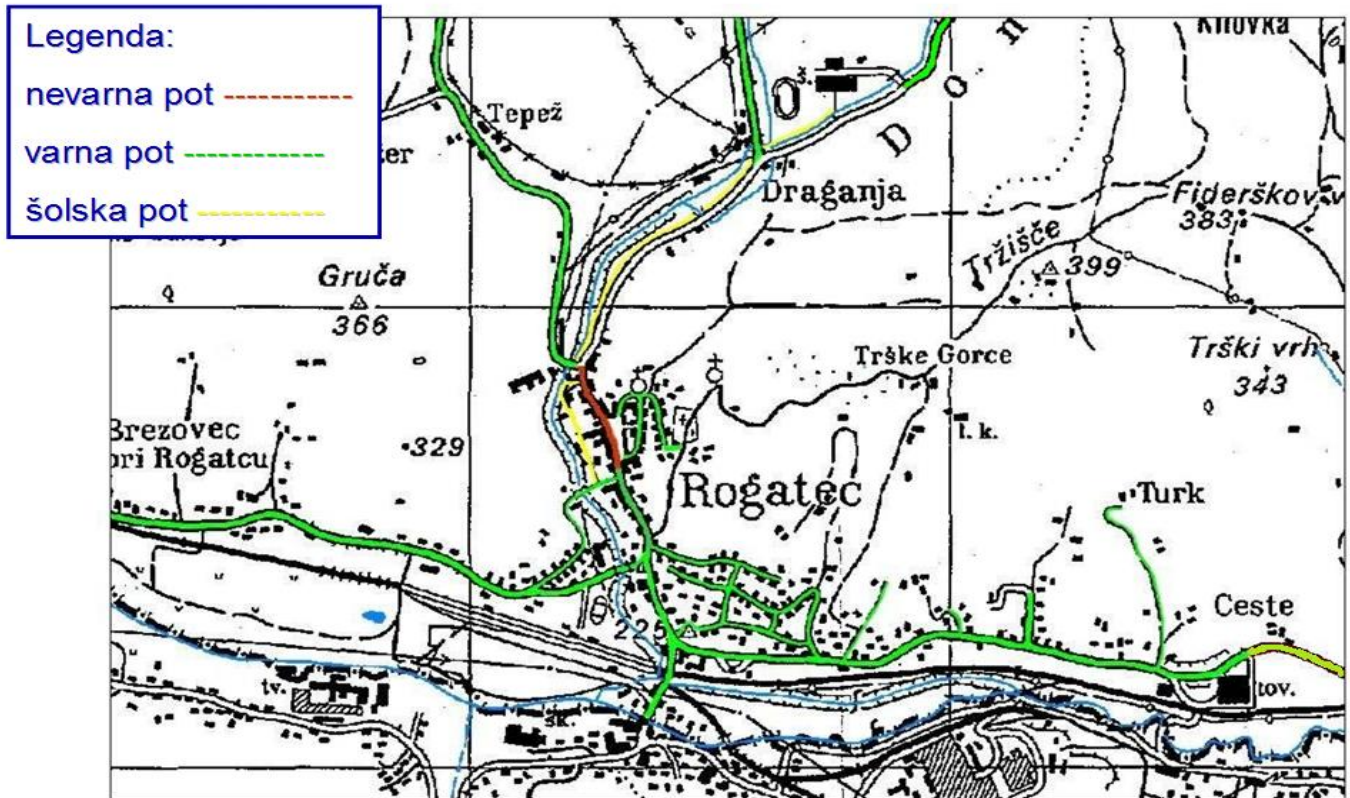 Legenda:
nevarna pot
varna pot
šolska pot
Tepež
ter
Draganja
D o n
Fiderškov v
383
Tržišče
399
Gruča
366
Trške Gorce
Trški vrh
343
Brezovec
pri Rogatcu
329
t. k.
Rogatec
Turk
Ceste
tv.
šk.
tov.